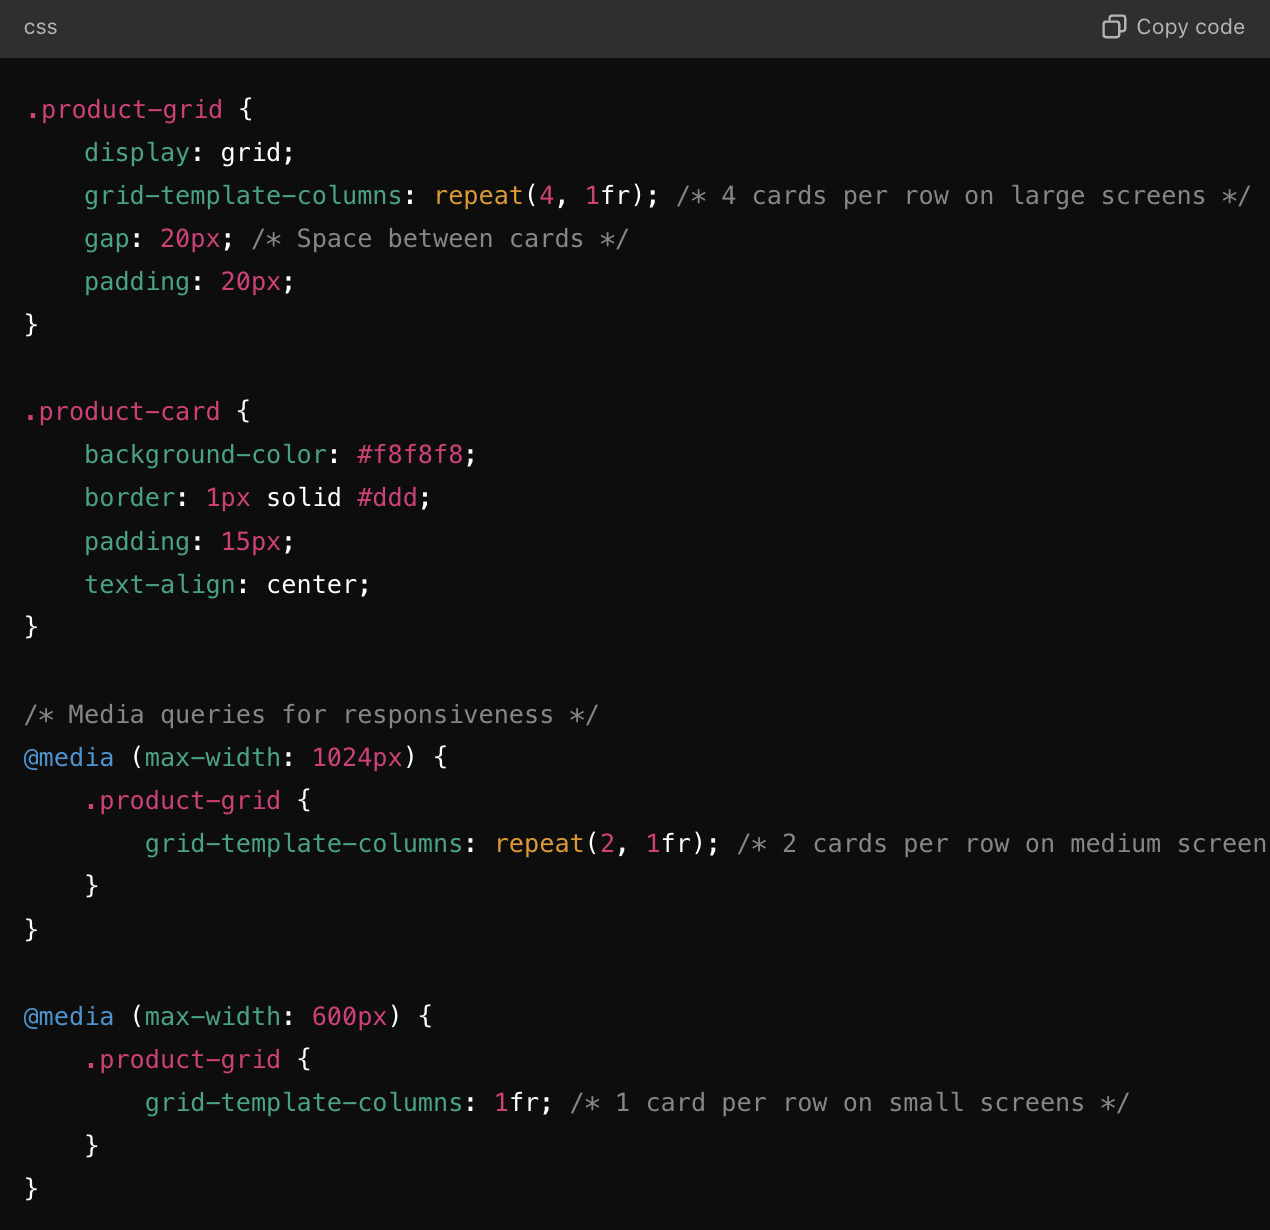 css
Copy code
.product-grid {
    display: grid;
    grid-template-columns: repeat(4, 1fr); /* 4 cards per row on large screens */
    gap: 20px; /* Space between cards */
    padding: 20px;
}

.product-card {
    background-color: #f8f8f8;
    border: 1px solid #ddd;
    padding: 15px;
    text-align: center;
}

/* Media queries for responsiveness */
@media (max-width: 1024px) {
    .product-grid {
        grid-template-columns: repeat(2, 1fr); /* 2 cards per row on medium screen
    }
}

@media (max-width: 600px) {
    .product-grid {
        grid-template-columns: 1fr; /* 1 card per row on small screens */
    }
}